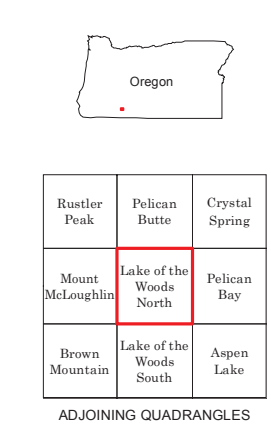 Oregon
Rustler
Peak
Pelican
Butte
Crystal
Spring
Mount
McLoughlin
Lake of the
Woods
North
Pelican
Bay
Brown
Mountain
Lake of the
Woods
South
Aspen
Lake
ADJOINING QUADRANGLES